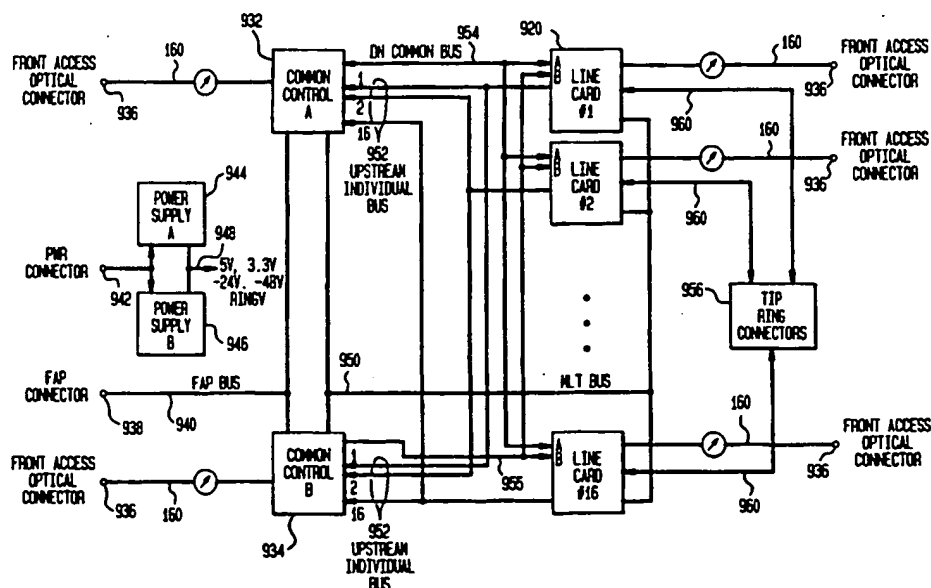 932
954
920
160
DN COMMON BUS
160
FRONT ACCESS
OPTICAL
CONNECTOR
936
COMMON
CONTROL
A
1
2
16
952
UPSTREAM
INDIVIDUAL
BUS
A
B
LINE
CARD
#1
960
936
FRONT ACCESS
OPTICAL
CONNECTOR
160
A
B
LINE
CARD
#2
960
936
FRONT ACCESS
OPTICAL
CONNECTOR
944
POWER
SUPPLY
A
948
PWR
CONNECTOR
942
5V, 3.3V
-24V. -48V
RINGV
POWER
SUPPLY
B
946
956
TIP
RING
CONNECTORS
FAP
CONNECTOR
938
FAP BUS
940
950
MLT BUS
160
FRONT ACCESS
OPTICAL
CONNECTOR
936
160
COMMON
CONTROL
B
934
1
2
16
952
UPSTREAM
INDIVIDUAL
BUS
955
A
B
LINE
CARD
#16
960
936
FRONT ACCESS
OPTICAL
CONNECTOR